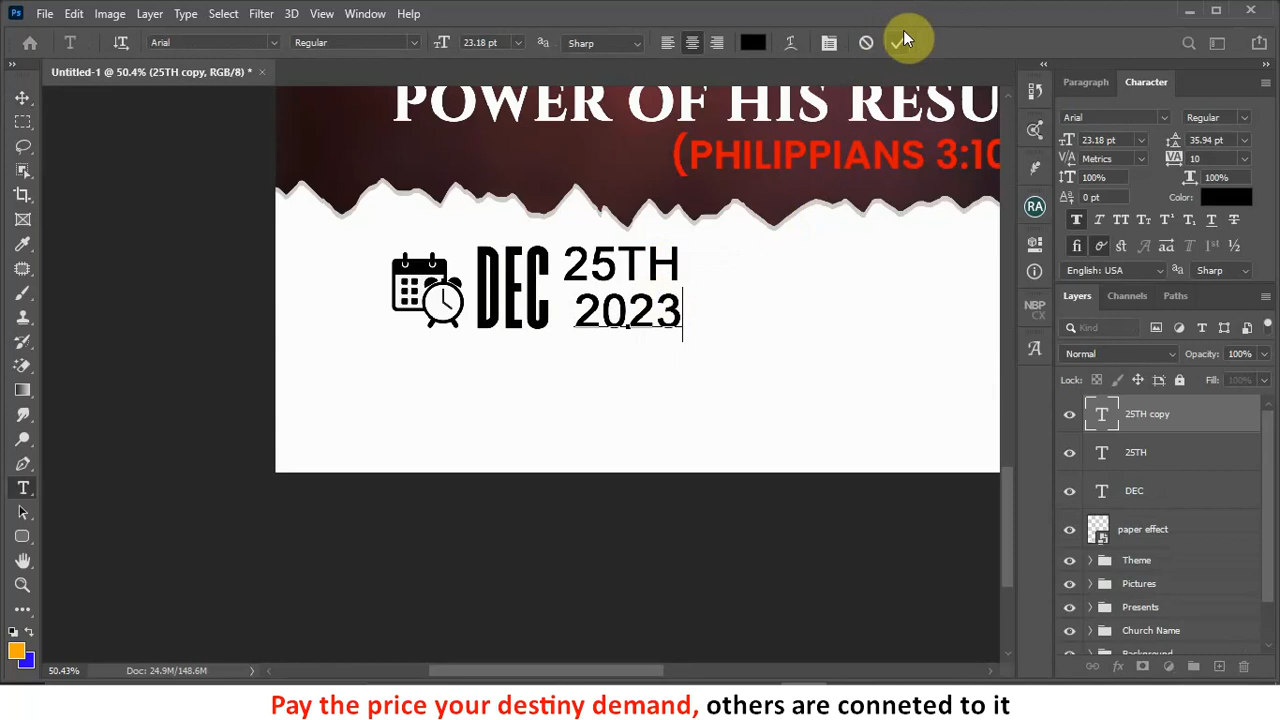 Ps File Edit Image Layer Type Select Filter 3D View Window Help
T Arial Regular 23.18 pt Sharp
Untitled-1 @ 50.4% (25TH copy, RGB/8) *
POWER OF HIS RESU
(PHILIPPIANS 3:10
DEC 25TH
2023
Paragraph Character
Arial Regular
23.18 pt 35.94 pt
Metrics 10
100% 100%
0 pt Color:
English: USA Sharp
RA
NBP
CX
Layers Channels Paths
Kind
Normal Opacity: 100%
Lock: Fill: 100%
25TH copy
25TH
DEC
paper effect
Theme
Pictures
Presents
Church Name
50.43% Doc: 24.9M/148.6M
Pay the price your destiny demand, others are conneted to it